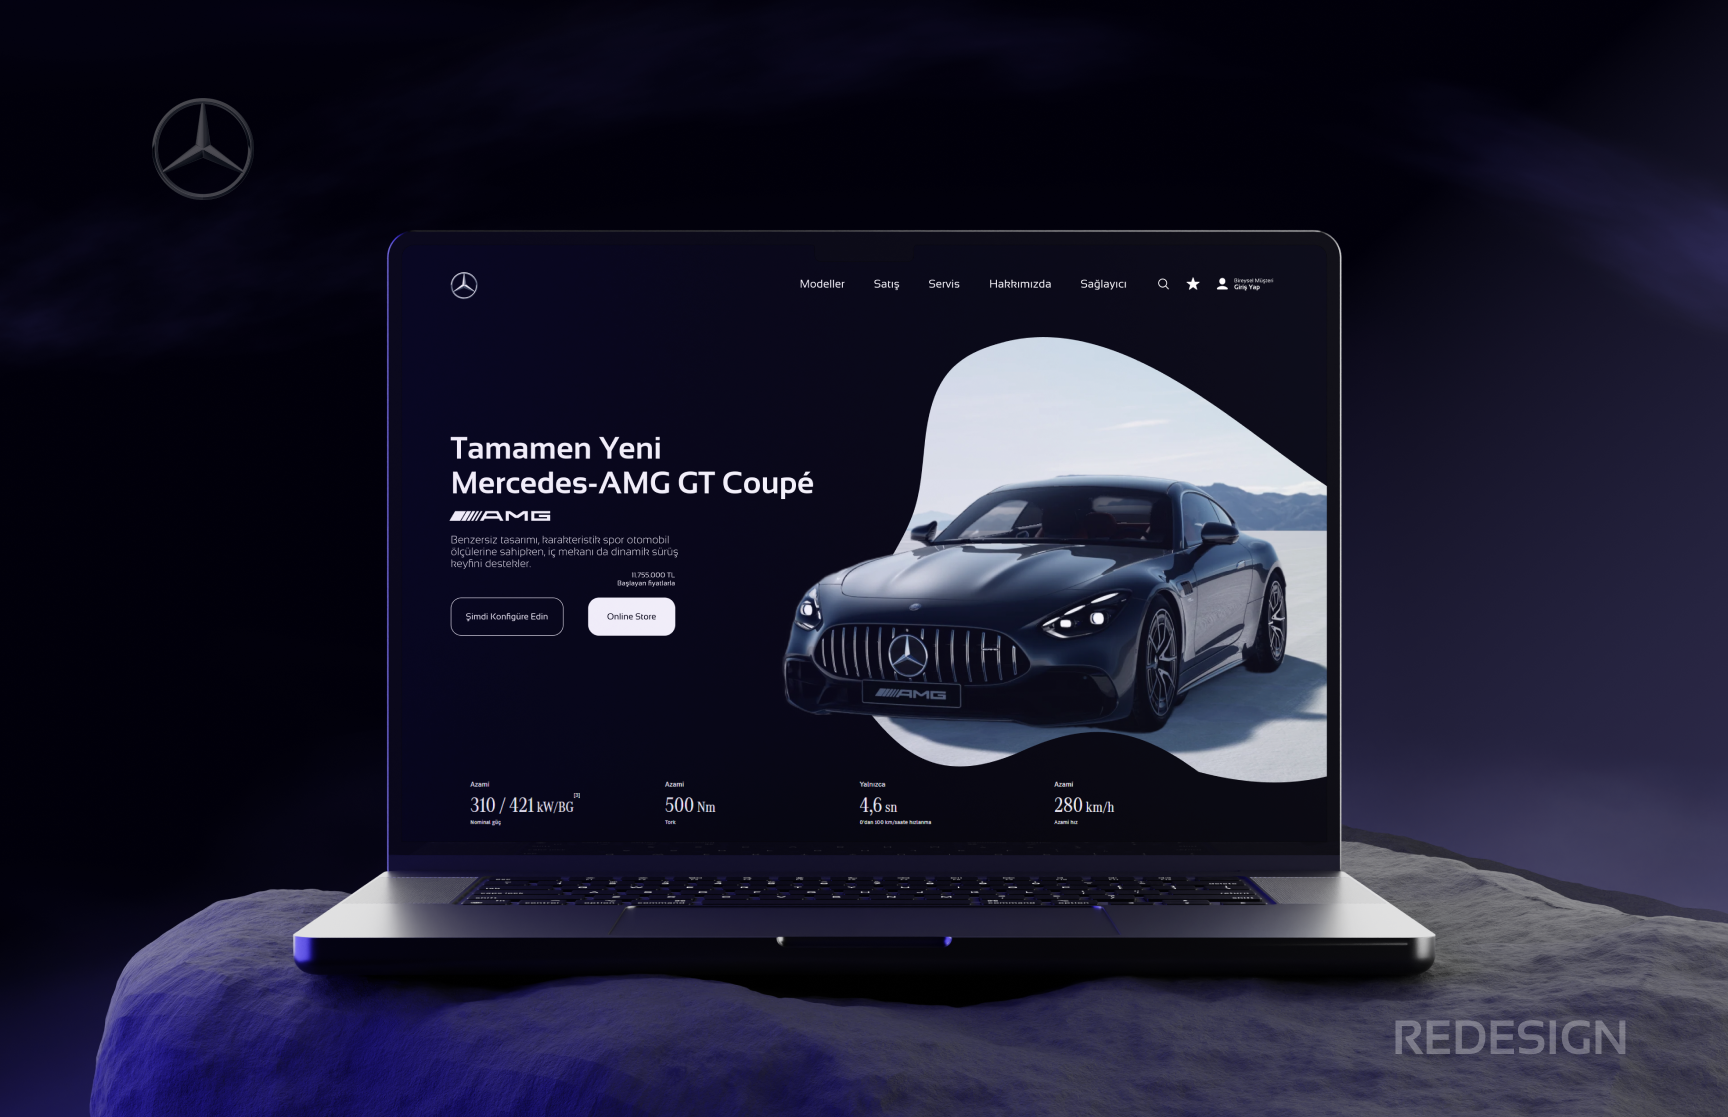 Modeller Satış Servis Hakkımızda Sağlayıcı
Bireysel Müşteri
Giriş Yap
Tamamen Yeni
Mercedes-AMG GT Coupé
AMG
Benzersiz tasarımı, karakteristik spor otomobil
ölçülerine sahipken, iç mekanı da dinamik sürüş
keyfini destekler.
11.755.000 TL
Başlayan fiyatlarla
Şimdi Konfigüre Edin Online Store
AMG
Azami Azami Yalnızca Azami
310 / 421 kW/BG [3] 500 Nm 4,6 sn 280 km/h
Nominal güç Tork 0'dan 100 km/saate hızlanma Azami hız
REDESIGN